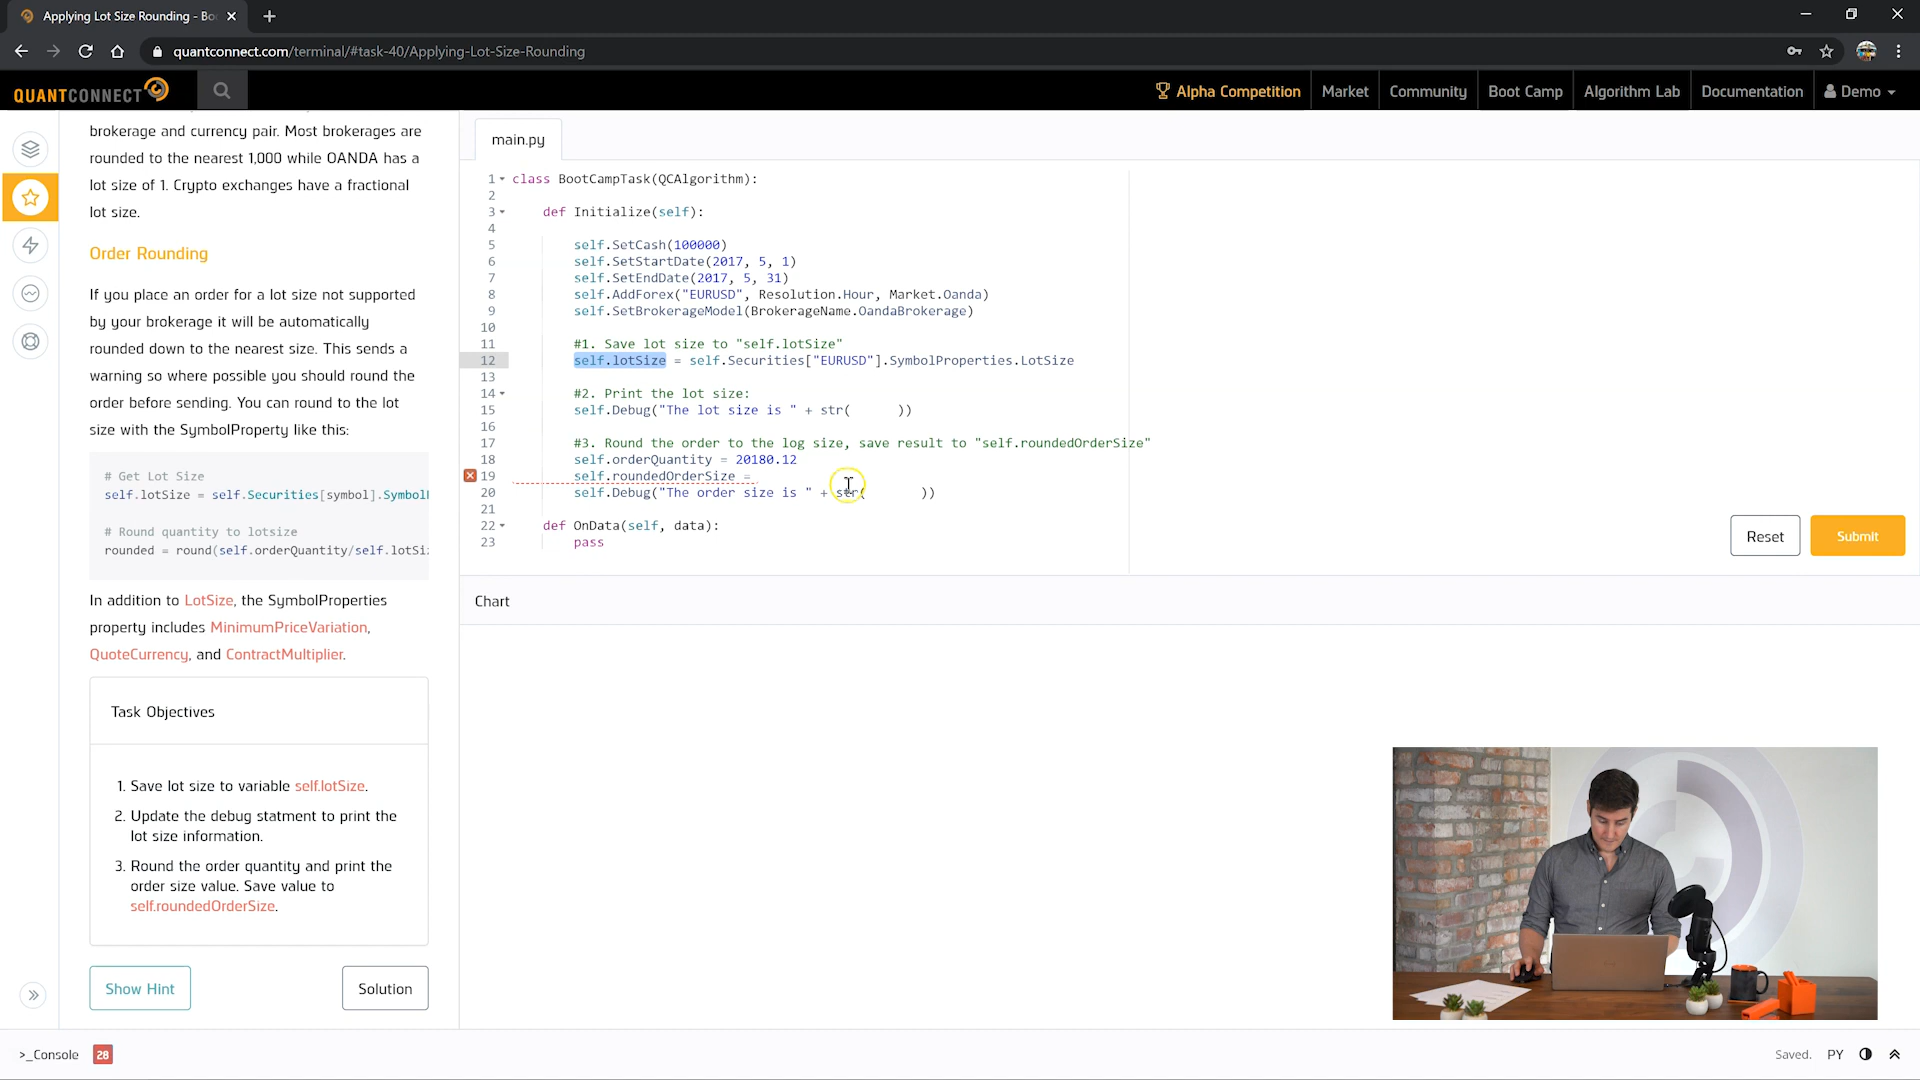 Applying Lot Size Rounding - Bo
quantconnect.com/terminal/#task-40/Applying-Lot-Size-Rounding
QUANTCONNECT
Alpha Competition
Market
Community
Boot Camp
Algorithm Lab
Documentation
Demo
brokerage and currency pair. Most brokerages are
rounded to the nearest 1,000 while OANDA has a
lot size of 1. Crypto exchanges have a fractional
lot size.
Order Rounding
If you place an order for a lot size not supported
by your brokerage it will be automatically
rounded down to the nearest size. This sends a
warning so where possible you should round the
order before sending. You can round to the lot
size with the SymbolProperty like this:
# Get Lot Size
self.lotSize = self.Securities[symbol].Symbol
# Round quantity to lotsize
rounded = round(self.orderQuantity/self.lotSi
In addition to LotSize, the SymbolProperties
property includes MinimumPriceVariation,
QuoteCurrency, and ContractMultiplier.
Task Objectives
1. Save lot size to variable self.lotSize.
2. Update the debug statment to print the
lot size information.
3. Round the order quantity and print the
order size value. Save value to
self.roundedOrderSize.
Show Hint
Solution
main.py
1 class BootCampTask(QCAlgorithm):
2
3 def Initialize(self):
4
5 self.SetCash(100000)
6 self.SetStartDate(2017, 5, 1)
7 self.SetEndDate(2017, 5, 31)
8 self.AddForex("EURUSD", Resolution.Hour, Market.Oanda)
9 self.SetBrokerageModel(BrokerageName.OandaBrokerage)
10
11 #1. Save lot size to "self.lotSize"
12 self.lotSize = self.Securities["EURUSD"].SymbolProperties.LotSize
13
14 #2. Print the lot size:
15 self.Debug("The lot size is " + str( ))
16
17 #3. Round the order to the log size, save result to "self.roundedOrderSize"
18 self.orderQuantity = 20180.12
19 self.roundedOrderSize =
20 self.Debug("The order size is " + str( ))
21
22 def OnData(self, data):
23 pass
Reset
Submit
Chart
>_Console 28
Saved. PY